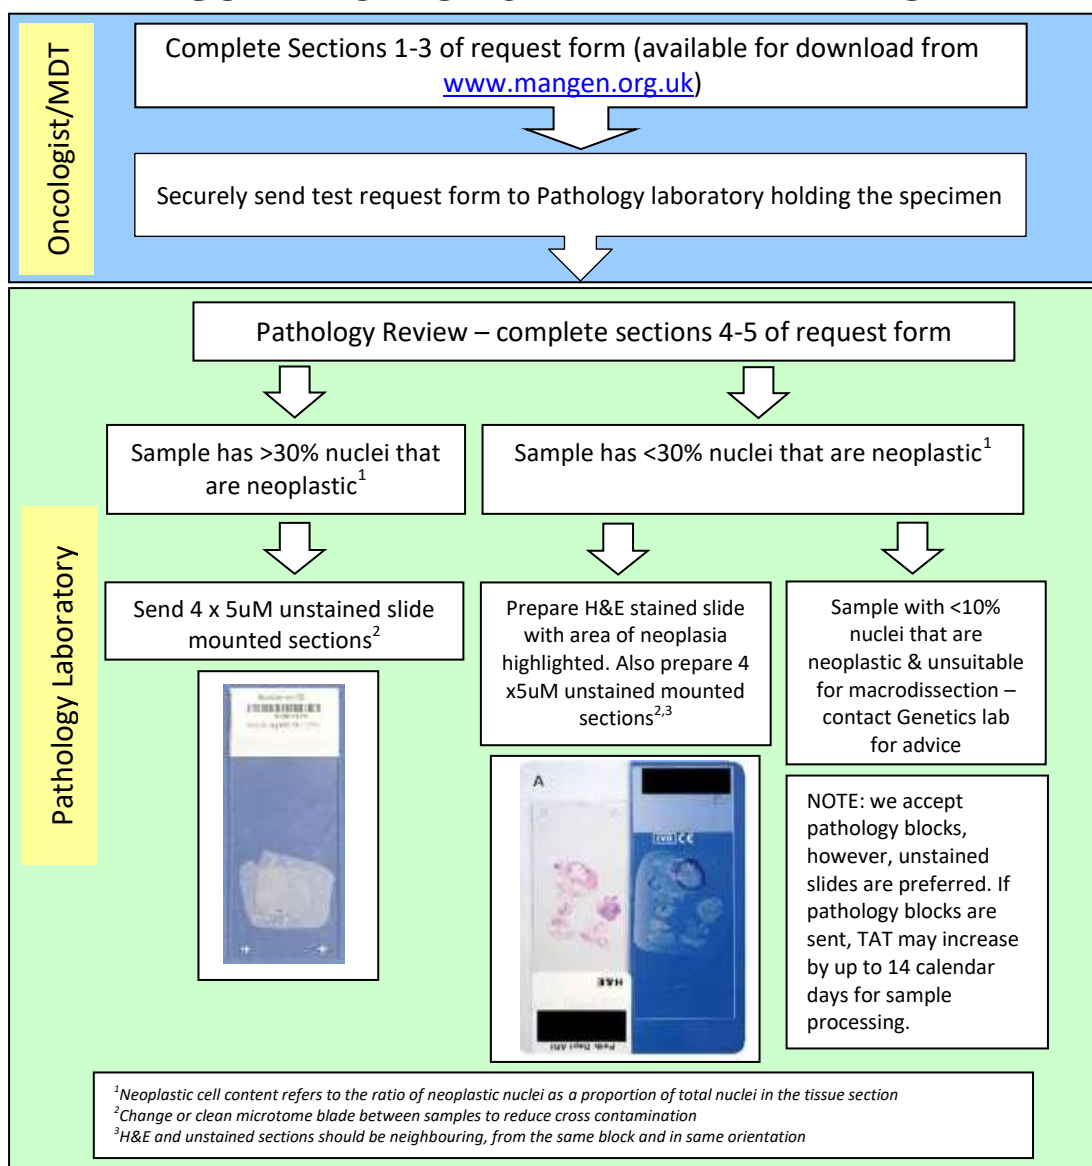 Complete Sections 1-3 of request form (available for download from
www.mangen.org.uk)
Oncologist/MDT
Securely send test request form to Pathology laboratory holding the specimen
Pathology Review – complete sections 4-5 of request form
Sample has >30% nuclei that
are neoplastic1
Sample has <30% nuclei that are neoplastic1
Pathology Laboratory
Send 4 x 5uM unstained slide
mounted sections2
Prepare H&E stained slide
with area of neoplasia
highlighted. Also prepare 4
x5uM unstained mounted
sections2,3
Sample with <10%
nuclei that are
neoplastic & unsuitable
for macrodissection –
contact Genetics lab
for advice
A
H&E
NOTE: we accept
pathology blocks,
however, unstained
slides are preferred. If
pathology blocks are
sent, TAT may increase
by up to 14 calendar
days for sample
processing.
1Neoplastic cell content refers to the ratio of neoplastic nuclei as a proportion of total nuclei in the tissue section
2Change or clean microtome blade between samples to reduce cross contamination
3H&E and unstained sections should be neighbouring, from the same block and in same orientation